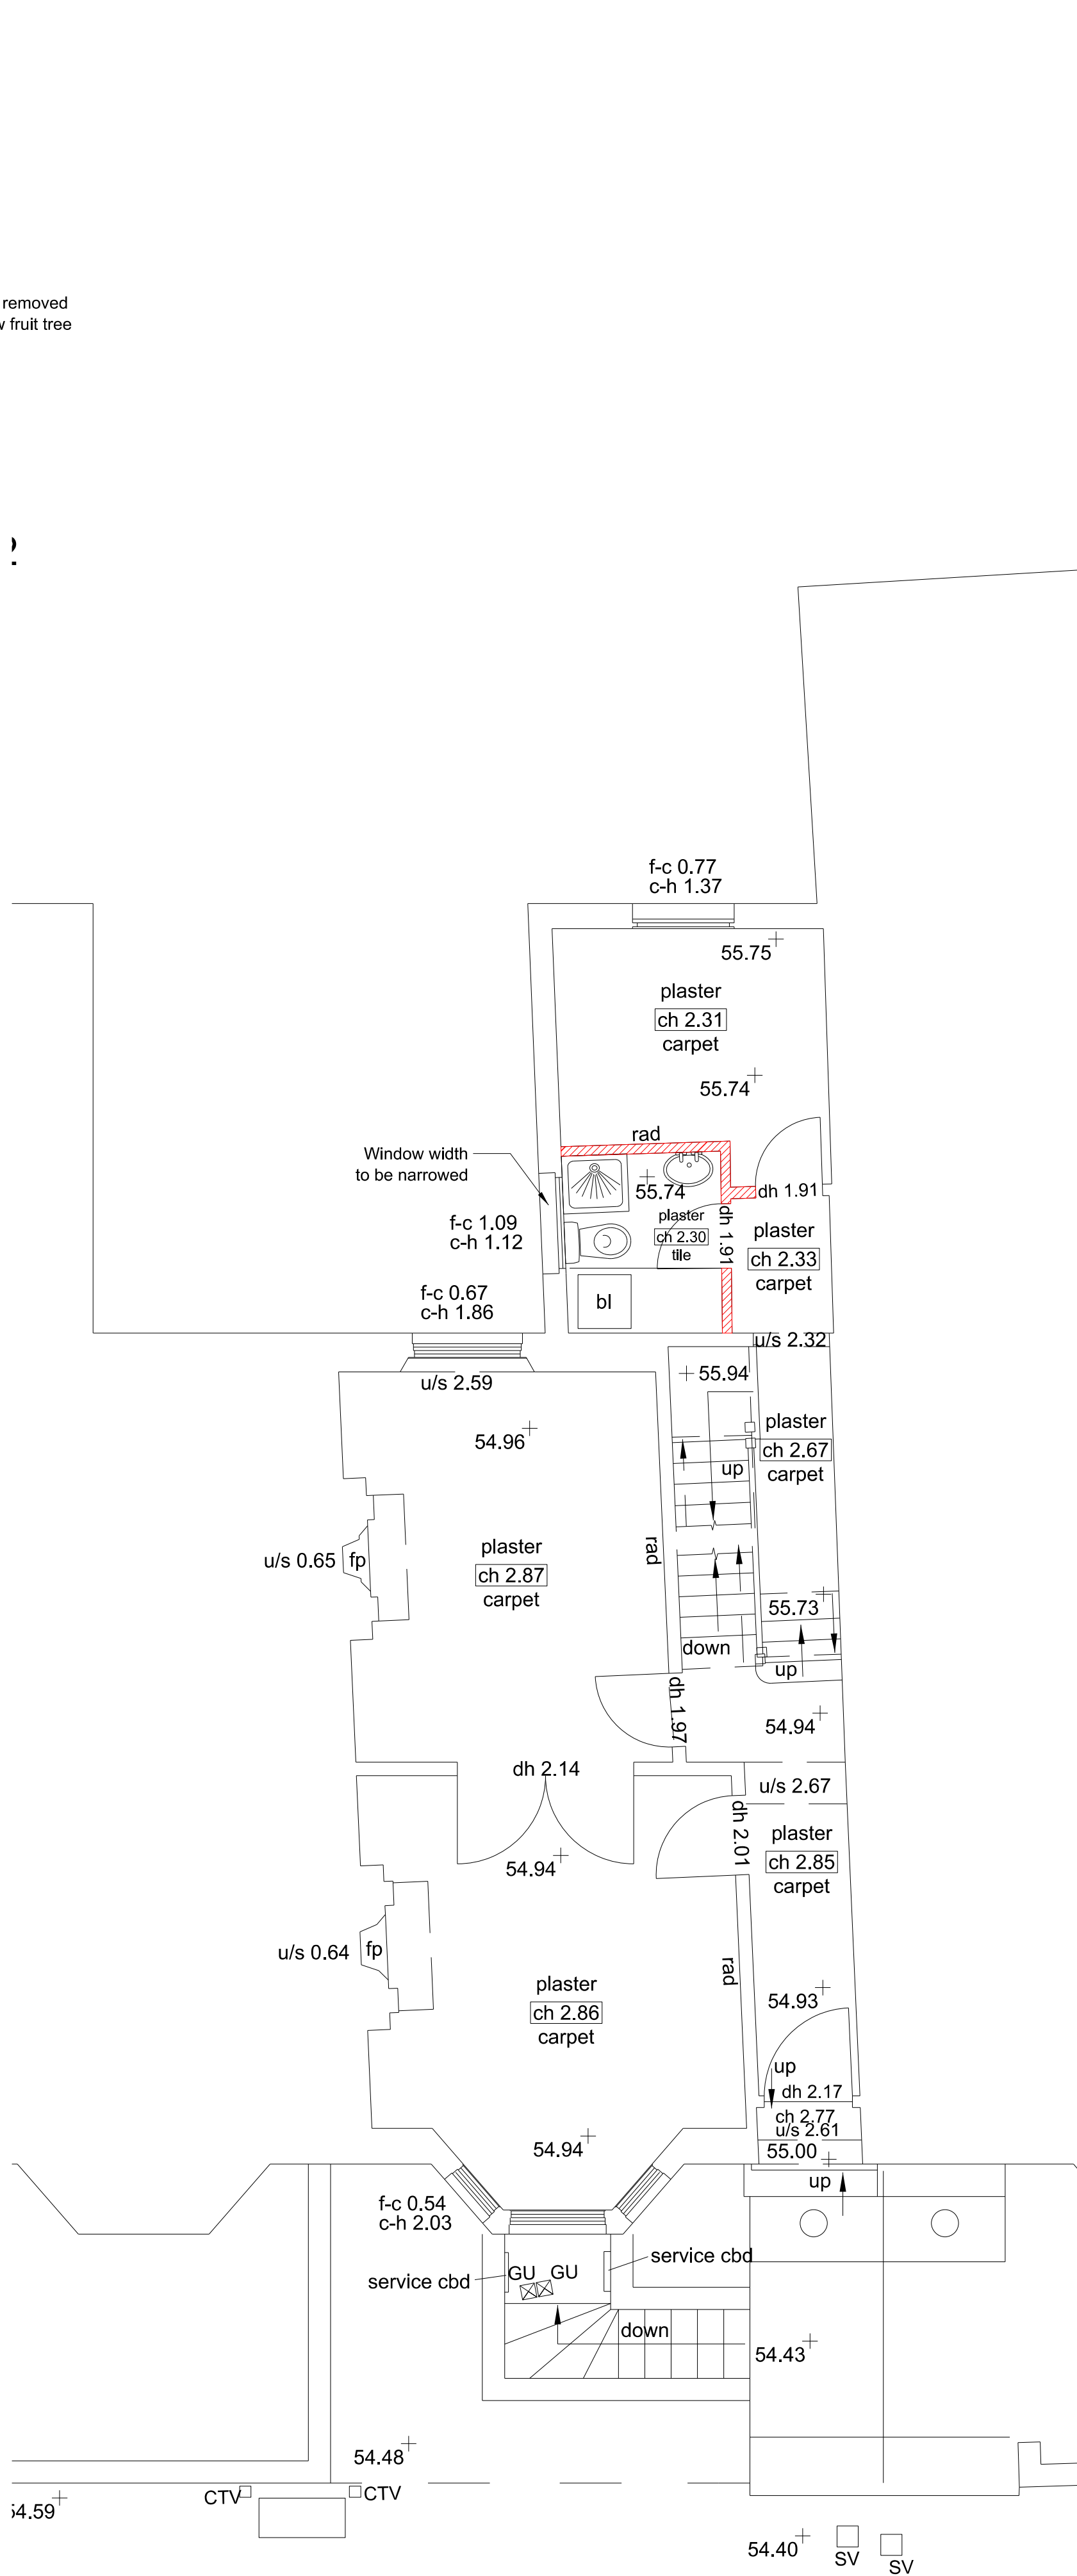 removed
fruit tree
f-c 0.77
c-h 1.37
55.75
plaster
ch 2.31
carpet
55.74
rad
Window width
to be narrowed
55.74
dh 1.91
f-c 1.09
c-h 1.12
plaster
ch 2.30
tile
dh 1.91
plaster
ch 2.33
carpet
f-c 0.67
c-h 1.86
bl
u/s 2.32
u/s 2.59
55.94
54.96
plaster
ch 2.67
carpet
up
u/s 0.65
fp
plaster
ch 2.87
carpet
rad
55.73
down
up
dh 1.97
54.94
dh 2.14
u/s 2.67
dh 2.01
plaster
ch 2.85
carpet
54.94
u/s 0.64
fp
rad
plaster
ch 2.86
carpet
54.93
up
dh 2.17
ch 2.77
u/s 2.61
54.94
55.00
up
f-c 0.54
c-h 2.03
service cbd
GU
GU
service cbd
down
54.43
54.48
CTV
CTV
54.59
54.40
SV
SV